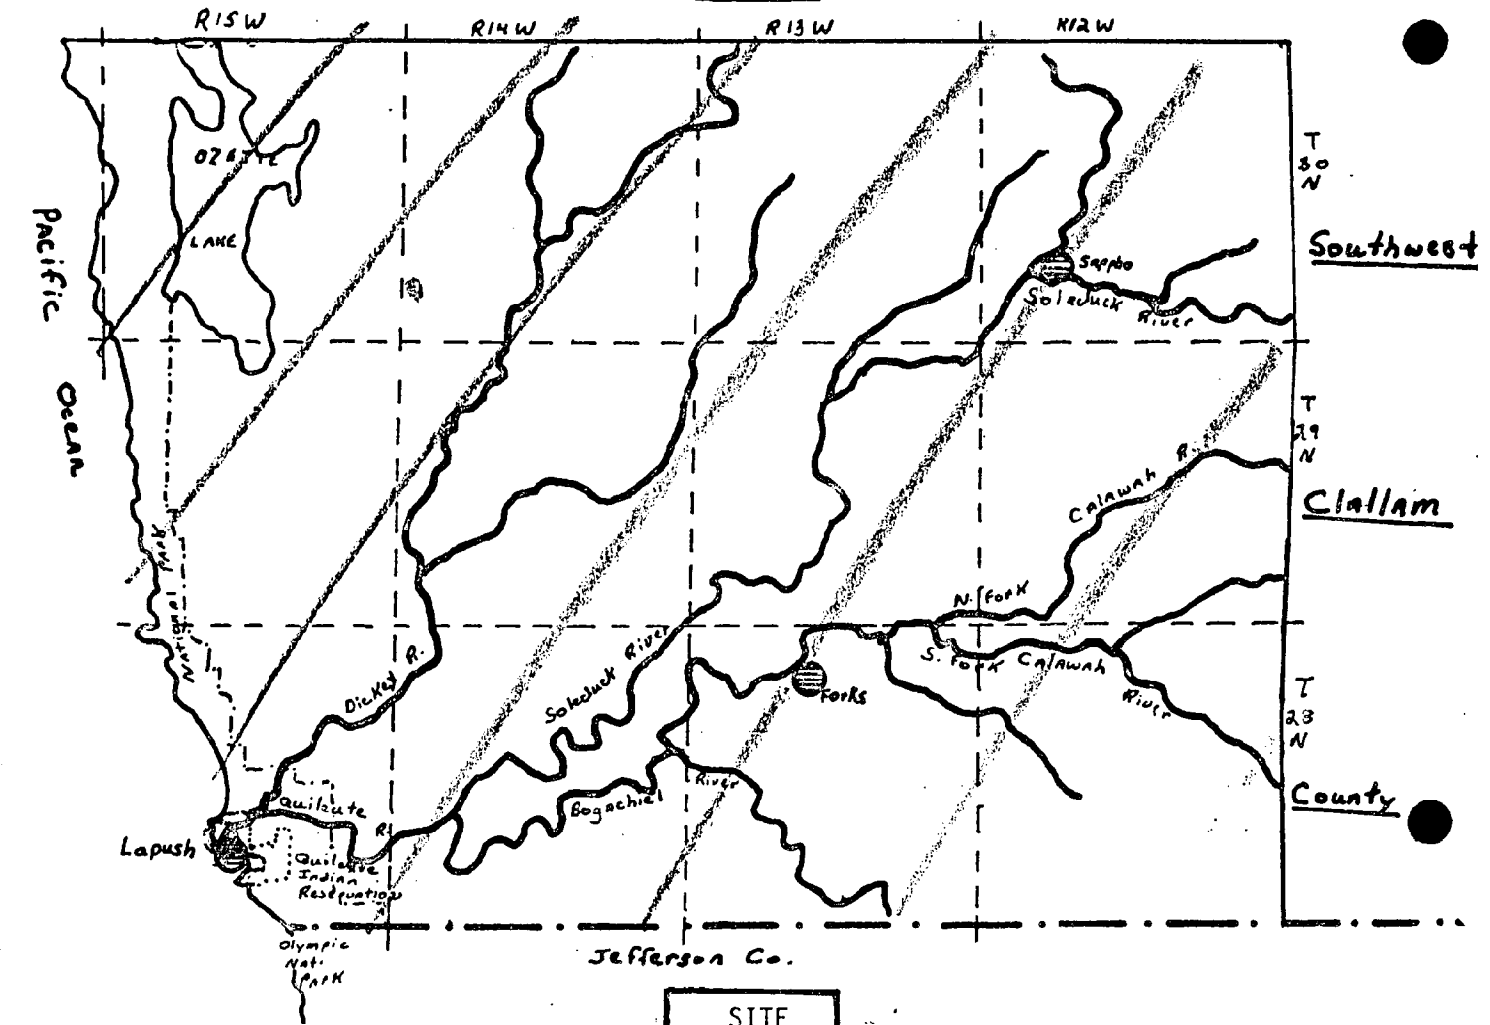 R15W R14W R13W R12W
T
30
N
OZETTE
LAKE
Pacific
Ocean
Southwest
Sappho
Soleduck
River
T
29
N
Calawah R.
Clallam
National Park
N. Fork
S. Fork Calawah
River
Soleduck River
Dickey R.
Forks
T
28
N
River
Bogachiel
County
Quileute
R.
Lapush
Quileute
Indian
Reservation
Olympic
Natl
Park
Jefferson Co.
SITE